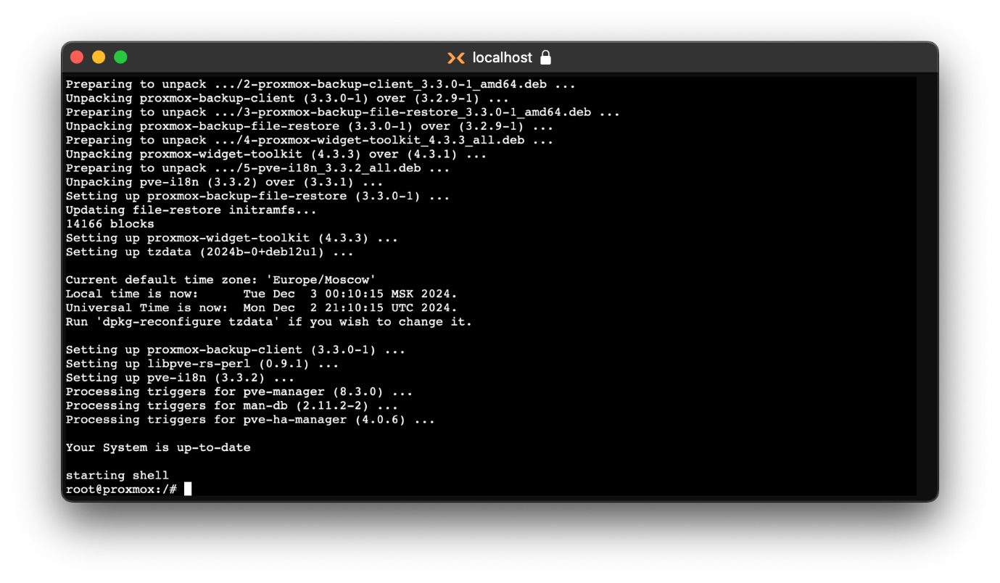 localhost
Preparing to unpack .../2-proxmox-backup-client_3.3.0-1_amd64.deb ...
Unpacking proxmox-backup-client (3.3.0-1) over (3.2.9-1) ...
Preparing to unpack .../3-proxmox-backup-file-restore_3.3.0-1_amd64.deb ...
Unpacking proxmox-backup-file-restore (3.3.0-1) over (3.2.9-1) ...
Preparing to unpack .../4-proxmox-widget-toolkit_4.3.3_all.deb ...
Unpacking proxmox-widget-toolkit (4.3.3) over (4.3.1) ...
Preparing to unpack .../5-pve-i18n_3.3.2_all.deb ...
Unpacking pve-i18n (3.3.2) over (3.3.1) ...
Setting up proxmox-backup-file-restore (3.3.0-1) ...
Updating file-restore initramfs...
14166 blocks
Setting up proxmox-widget-toolkit (4.3.3) ...
Setting up tzdata (2024b-0+deb12u1) ...

Current default time zone: 'Europe/Moscow'
Local time is now:      Tue Dec  3 00:10:15 MSK 2024.
Universal Time is now:  Mon Dec  2 21:10:15 UTC 2024.
Run 'dpkg-reconfigure tzdata' if you wish to change it.

Setting up proxmox-backup-client (3.3.0-1) ...
Setting up libpve-rs-perl (0.9.1) ...
Setting up pve-i18n (3.3.2) ...
Processing triggers for pve-manager (8.3.0) ...
Processing triggers for man-db (2.11.2-2) ...
Processing triggers for pve-ha-manager (4.0.6) ...

Your System is up-to-date

starting shell
root@proxmox:/#